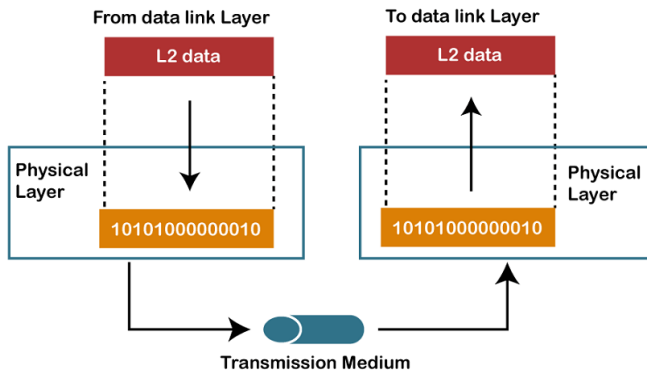 From data link Layer
To data link Layer
L2 data
L2 data
Physical
Layer
Physical
Layer
10101000000010
10101000000010
Transmission Medium